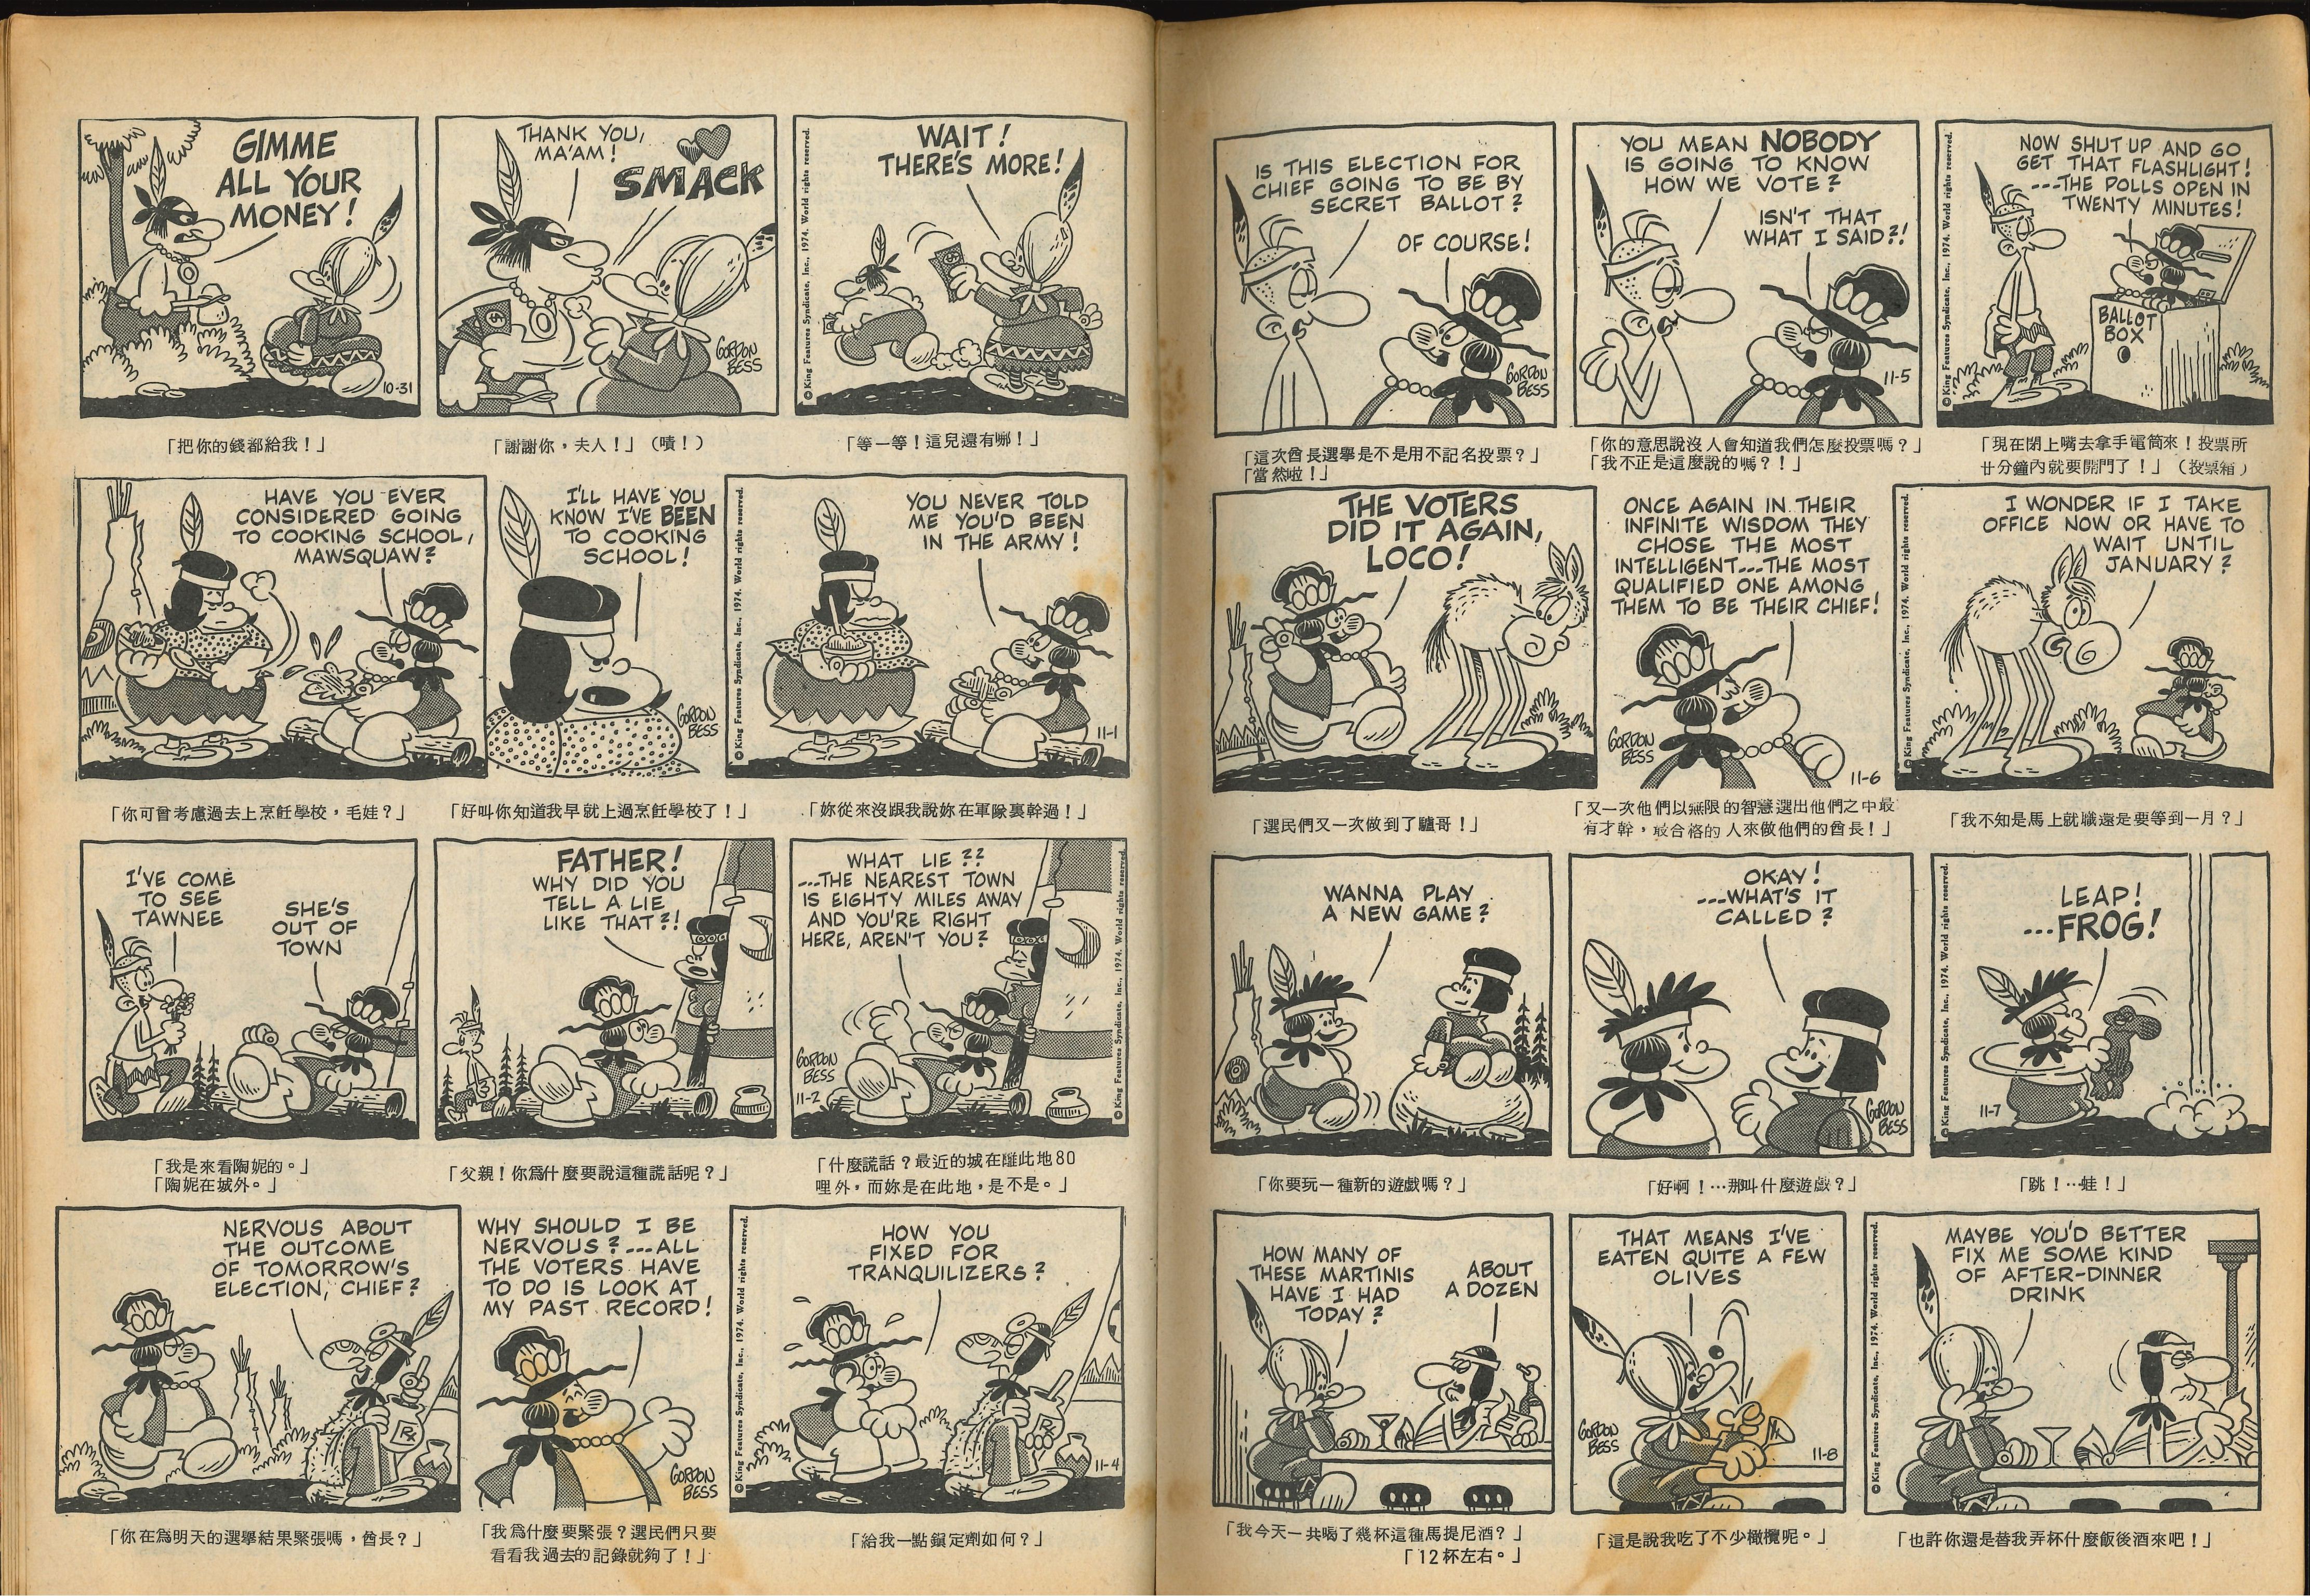 GIMME
ALL YOUR
MONEY!
10-31
THANK YOU,
MA'AM!
SMACK
GORDON
BESS
WAIT!
THERE'S MORE!
©King Features Syndicate, Inc., 1974. World rights reserved.
「把你的錢都給我！」
「謝謝你，夫人！」（嘖！）
「等一等！這兒還有哪！」
HAVE YOU EVER
CONSIDERED GOING
TO COOKING SCHOOL,
MAWSQUAW?
I'LL HAVE YOU
KNOW I'VE BEEN
TO COOKING
SCHOOL!
GORDON
BESS
©King Features Syndicate, Inc., 1974. World rights reserved.
YOU NEVER TOLD
ME YOU'D BEEN
IN THE ARMY!
11-1
「你可曾考慮過去上烹飪學校，毛娃？」
「好叫你知道我早就上過烹飪學校了！」
「妳從來沒跟我說妳在軍隊裏幹過！」
I'VE COME
TO SEE
TAWNEE
SHE'S
OUT OF
TOWN
FATHER!
WHY DID YOU
TELL A LIE
LIKE THAT?!
WHAT LIE??
...THE NEAREST TOWN
IS EIGHTY MILES AWAY
AND YOU'RE RIGHT
HERE, AREN'T YOU?
GORDON
BESS
11-2
©King Features Syndicate, Inc., 1974. World rights reserved.
「我是來看陶妮的。」
「陶妮在城外。」
「父親！你爲什麼要說這種謊話呢？」
「什麼謊話？最近的城在離此地80
哩外，而妳是在此地，是不是。」
NERVOUS ABOUT
THE OUTCOME
OF TOMORROW'S
ELECTION, CHIEF?
Rx
WHY SHOULD I BE
NERVOUS?...ALL
THE VOTERS HAVE
TO DO IS LOOK AT
MY PAST RECORD!
GORDON
BESS
©King Features Syndicate, Inc., 1974. World rights reserved.
HOW YOU
FIXED FOR
TRANQUILIZERS?
Rx
11-4
「你在為明天的選舉結果緊張嗎，酋長？」
「我爲什麼要緊張？選民們只要
看看我過去的記錄就夠了！」
「給我一點鎮定劑如何？」
IS THIS ELECTION FOR
CHIEF GOING TO BE BY
SECRET BALLOT?
OF COURSE!
GORDON
BESS
YOU MEAN NOBODY
IS GOING TO KNOW
HOW WE VOTE?
ISN'T THAT
WHAT I SAID?!
11-5
©King Features Syndicate, Inc., 1974. World rights reserved.
NOW SHUT UP AND GO
GET THAT FLASHLIGHT!
...THE POLLS OPEN IN
TWENTY MINUTES!
BALLOT
BOX
「這次酋長選舉是不是用不記名投票？」
「當然啦！」
「你的意思說沒人會知道我們怎麼投票嗎？」
「我不正是這麼說的嗎？！」
「現在閉上嘴去拿手電筒來！投票所
廿分鐘內就要開門了！」（投票箱）
THE VOTERS
DID IT AGAIN,
LOCO!
ONCE AGAIN IN THEIR
INFINITE WISDOM THEY
CHOSE THE MOST
INTELLIGENT...THE MOST
QUALIFIED ONE AMONG
THEM TO BE THEIR CHIEF!
GORDON
BESS
11-6
©King Features Syndicate, Inc., 1974. World rights reserved.
I WONDER IF I TAKE
OFFICE NOW OR HAVE TO
WAIT UNTIL
JANUARY?
「選民們又一次做到了驢哥！」
「又一次他們以無限的智慧選出他們之中最
有才幹，最合格的人來做他們的酋長！」
「我不知是馬上就職還是要等到一月？」
WANNA PLAY
A NEW GAME?
OKAY!
...WHAT'S IT
CALLED?
GORDON
BESS
©King Features Syndicate, Inc., 1974. World rights reserved.
LEAP!
...FROG!
11-7
「你要玩一種新的遊戲嗎？」
「好啊！…那叫什麼遊戲？」
「跳！…蛙！」
HOW MANY OF
THESE MARTINIS
HAVE I HAD
TODAY?
ABOUT
A DOZEN
THAT MEANS I'VE
EATEN QUITE A FEW
OLIVES
GORDON
BESS
11-8
©King Features Syndicate, Inc., 1974. World rights reserved.
MAYBE YOU'D BETTER
FIX ME SOME KIND
OF AFTER-DINNER
DRINK
「我今天一共喝了幾杯這種馬提尼酒？」
「12杯左右。」
「這是說我吃了不少橄欖呢。」
「也許你還是替我弄杯什麼飯後酒來吧！」